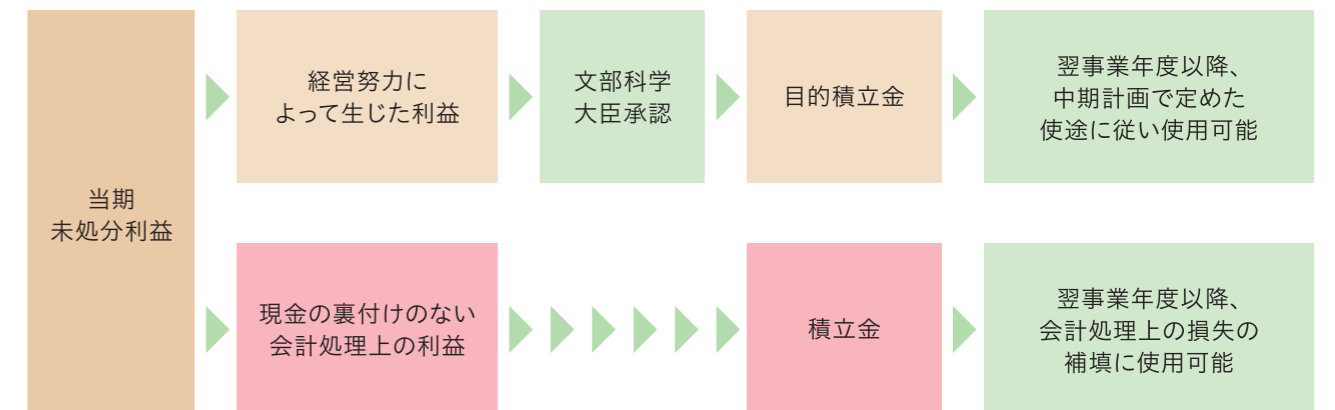 当期
未処分利益
経営努力に
よって生じた利益
文部科学
大臣承認
目的積立金
翌事業年度以降、
中期計画で定めた
使途に従い使用可能
現金の裏付けのない
会計処理上の利益
積立金
翌事業年度以降、
会計処理上の損失の
補填に使用可能